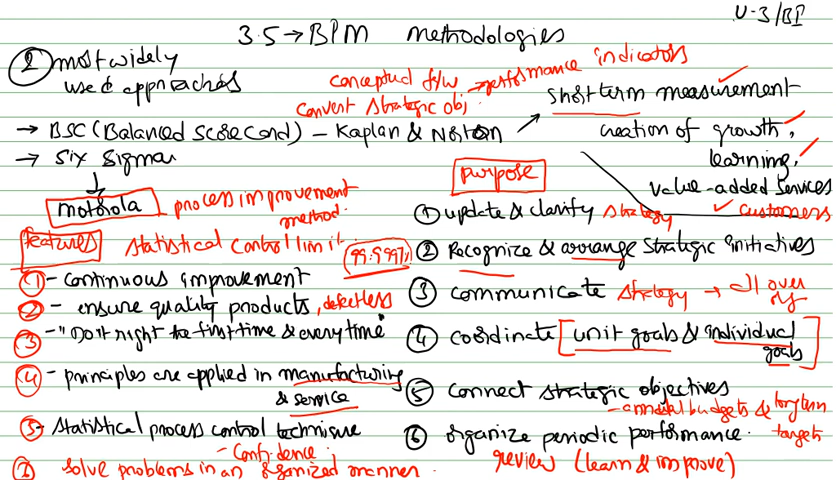 U-3/BI
3.5 → BPM methodologies
② most widely
used approaches
conceptual f/w → performance indicators
convert strategic obj.
short term measurement
→ BSC (Balanced Scorecard) - Kaplan & Norton
creation of growth,
learning,
value-added services
customers
→ Six Sigma
motorola process improvement
method.
features statistical control limit
99.9997%
① - continuous improvement
② - ensure quality products, defectless
③ - "Do it right the first time & every time"
④ - principles are applied in manufacturing
& service
⑤ - statistical process control technique
- Confidence.
solve problems in an organized manner.
purpose
① update & clarify strategy
② Recognize & arrange strategic initiatives
③ communicate strategy → all over
org
④ coordinate [unit goals & individual
goals]
⑤ connect strategic objectives
- annual budgets & long term
targets
⑥ organize periodic performance.
review (learn & improve)